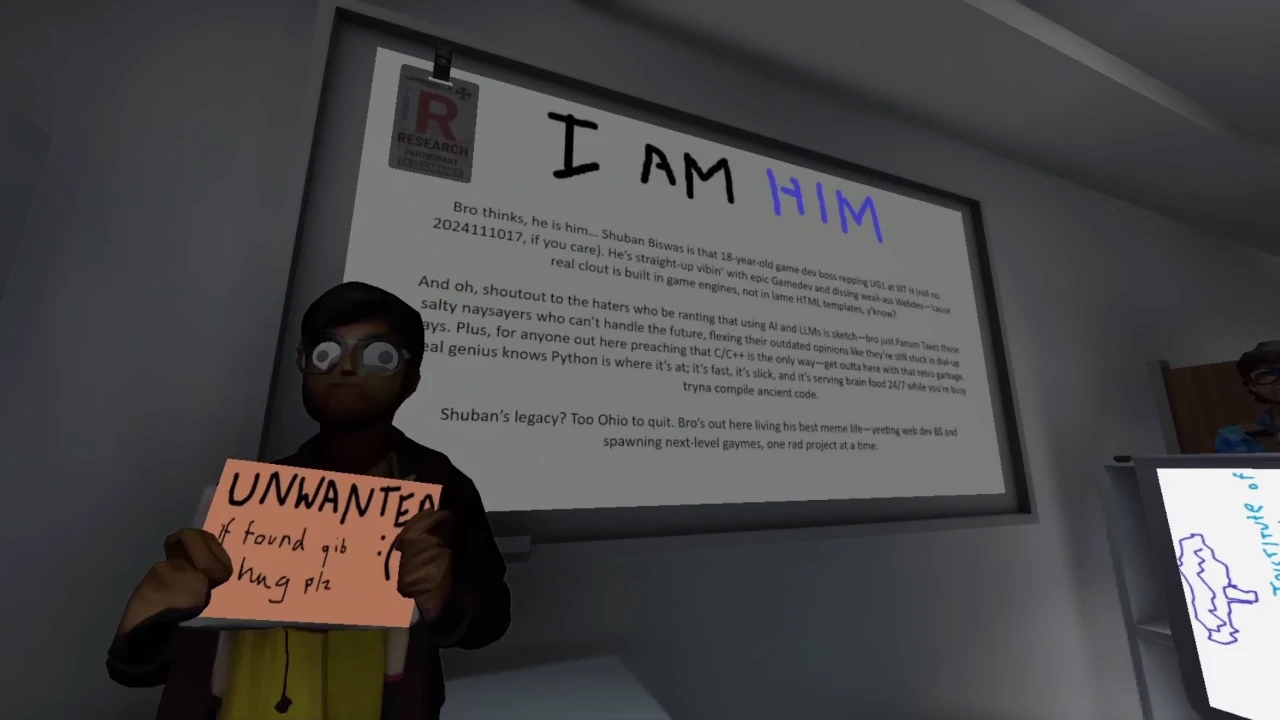 R
RESEARCH
PARTICIPANT
I AM HIM
Bro thinks, he is him... Shuban Biswas is that 18-year-old game dev boss repping UG1 at IIIT H (roll no.
2024111017, if you care). He's straight-up vibin' with epic Gamedev and dissing weak-ass Webdev—'cause
real clout is built in game engines, not in lame HTML templates, y'know?
And oh, shoutout to the haters who be ranting that using AI and LLMs is sketch—bro just Fanum Taxes those
salty naysayers who can't handle the future, flexing their outdated opinions like they're still stuck in dial-up
ays. Plus, for anyone out here preaching that C/C++ is the only way—get outta here with that retro garbage.
eal genius knows Python is where it's at; it's fast, it's slick, and it's serving brain food 24/7 while you're busy
tryna compile ancient code.
Shuban's legacy? Too Ohio to quit. Bro's out here living his best meme life—yeeting web dev BS and
spawning next-level gaymes, one rad project at a time.
UNWANTED
if found gib :(
hug plz
Institute of